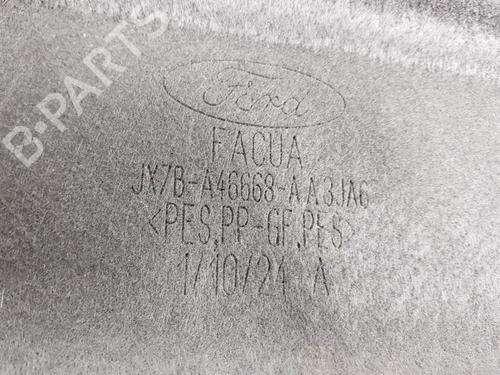 Ford
FACUA
JX7B-A46668-AA3JA6
<PES,PP-GF,PES>
1/10/24 A
B-PARTS